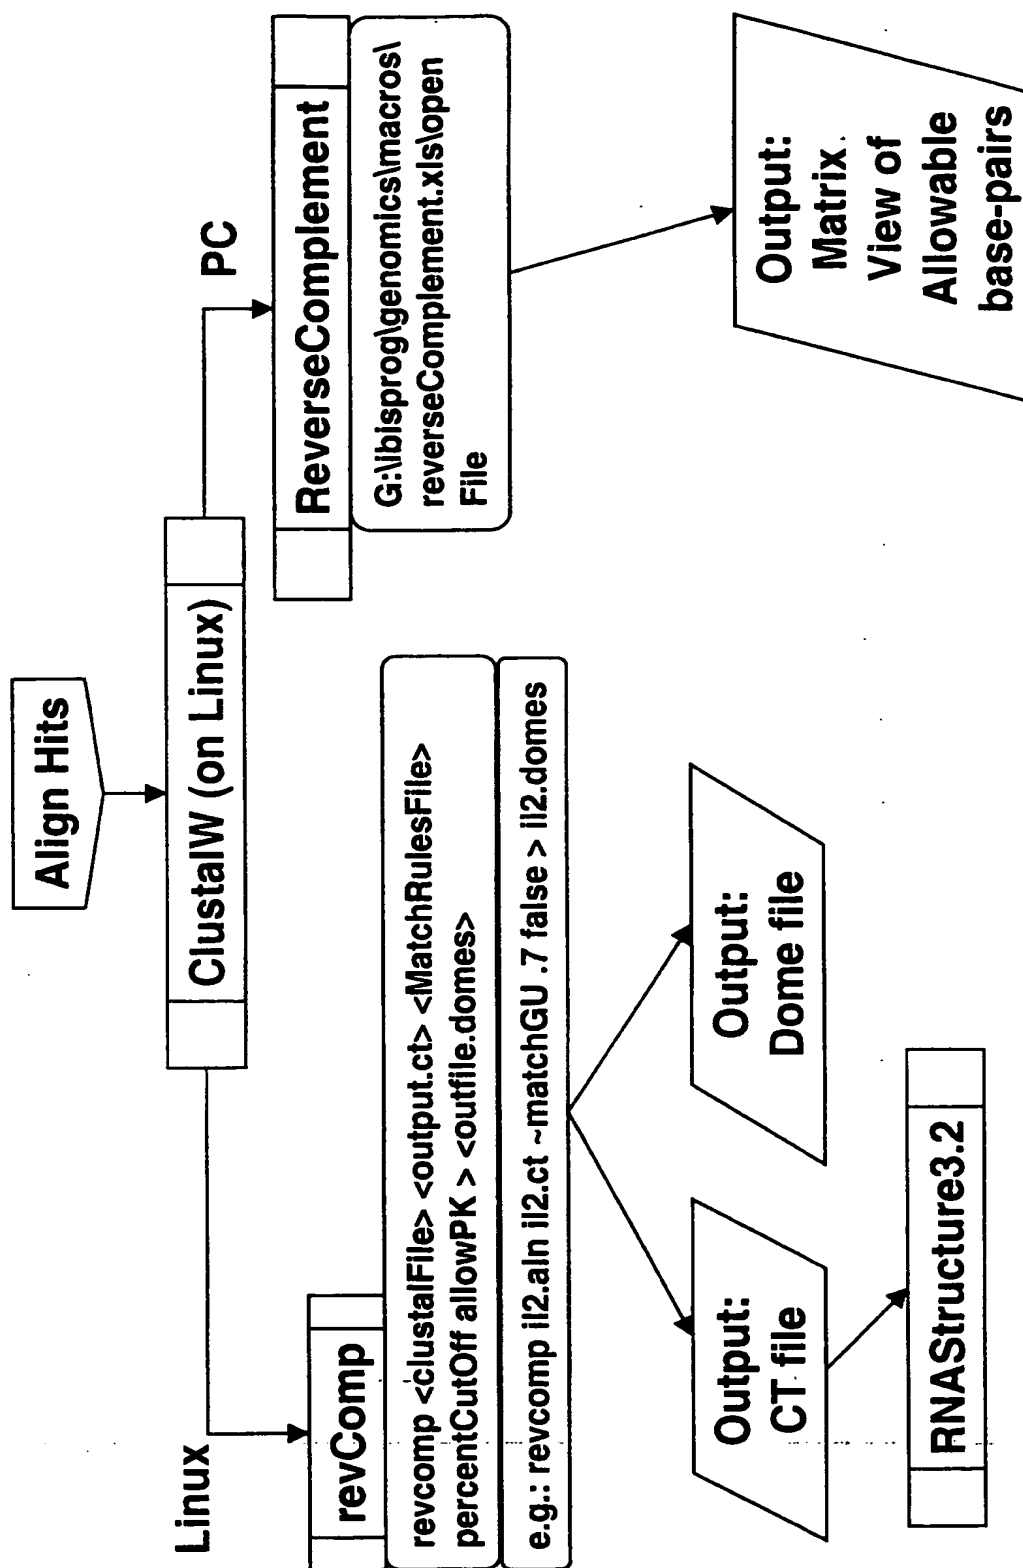 Align Hits
ClustalW (on Linux)
Linux
PC
revComp
revcomp <clustalFile> <output.ct> <MatchRulesFile>
percentCutOff allowPK > <outfile.domes>
e.g.: revcomp il2.aln il2.ct ~matchGU .7 false > il2.domes
Output:
CT file
Output:
Dome file
RNAStructure3.2
ReverseComplement
G:\Ibisprog\genomics\macros\
reverseComplement.xls\open
File
Output:
Matrix
View of
Allowable
base-pairs